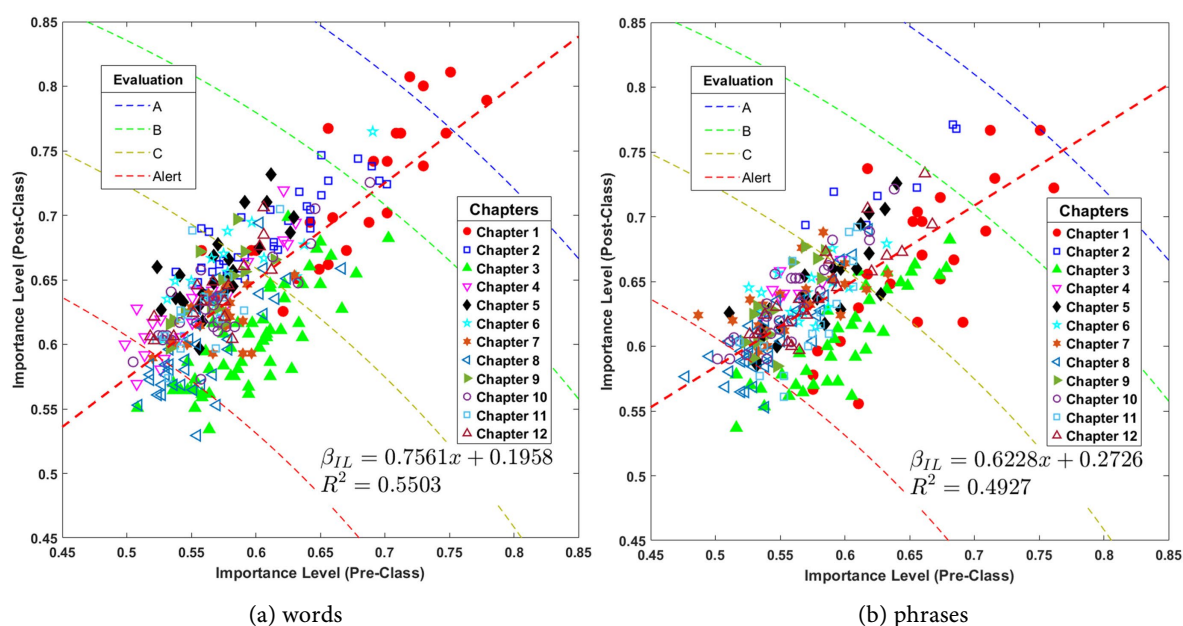 0.85
0.8
0.75
0.7
0.65
0.6
0.55
0.5
0.45
Importance Level (Post-Class)
Evaluation
A
B
C
Alert
Chapters
Chapter 1
Chapter 2
Chapter 3
Chapter 4
Chapter 5
Chapter 6
Chapter 7
Chapter 8
Chapter 9
Chapter 10
Chapter 11
Chapter 12
β_{IL} = 0.7561x + 0.1958
R² = 0.5503
0.45 0.5 0.55 0.6 0.65 0.7 0.75 0.8 0.85
Importance Level (Pre-Class)
(a) words
0.85
0.8
0.75
0.7
0.65
0.6
0.55
0.5
0.45
Importance Level (Post-Class)
Evaluation
A
B
C
Alert
Chapters
Chapter 1
Chapter 2
Chapter 3
Chapter 4
Chapter 5
Chapter 6
Chapter 7
Chapter 8
Chapter 9
Chapter 10
Chapter 11
Chapter 12
β_{IL} = 0.6228x + 0.2726
R² = 0.4927
0.45 0.5 0.55 0.6 0.65 0.7 0.75 0.8 0.85
Importance Level (Pre-Class)
(b) phrases